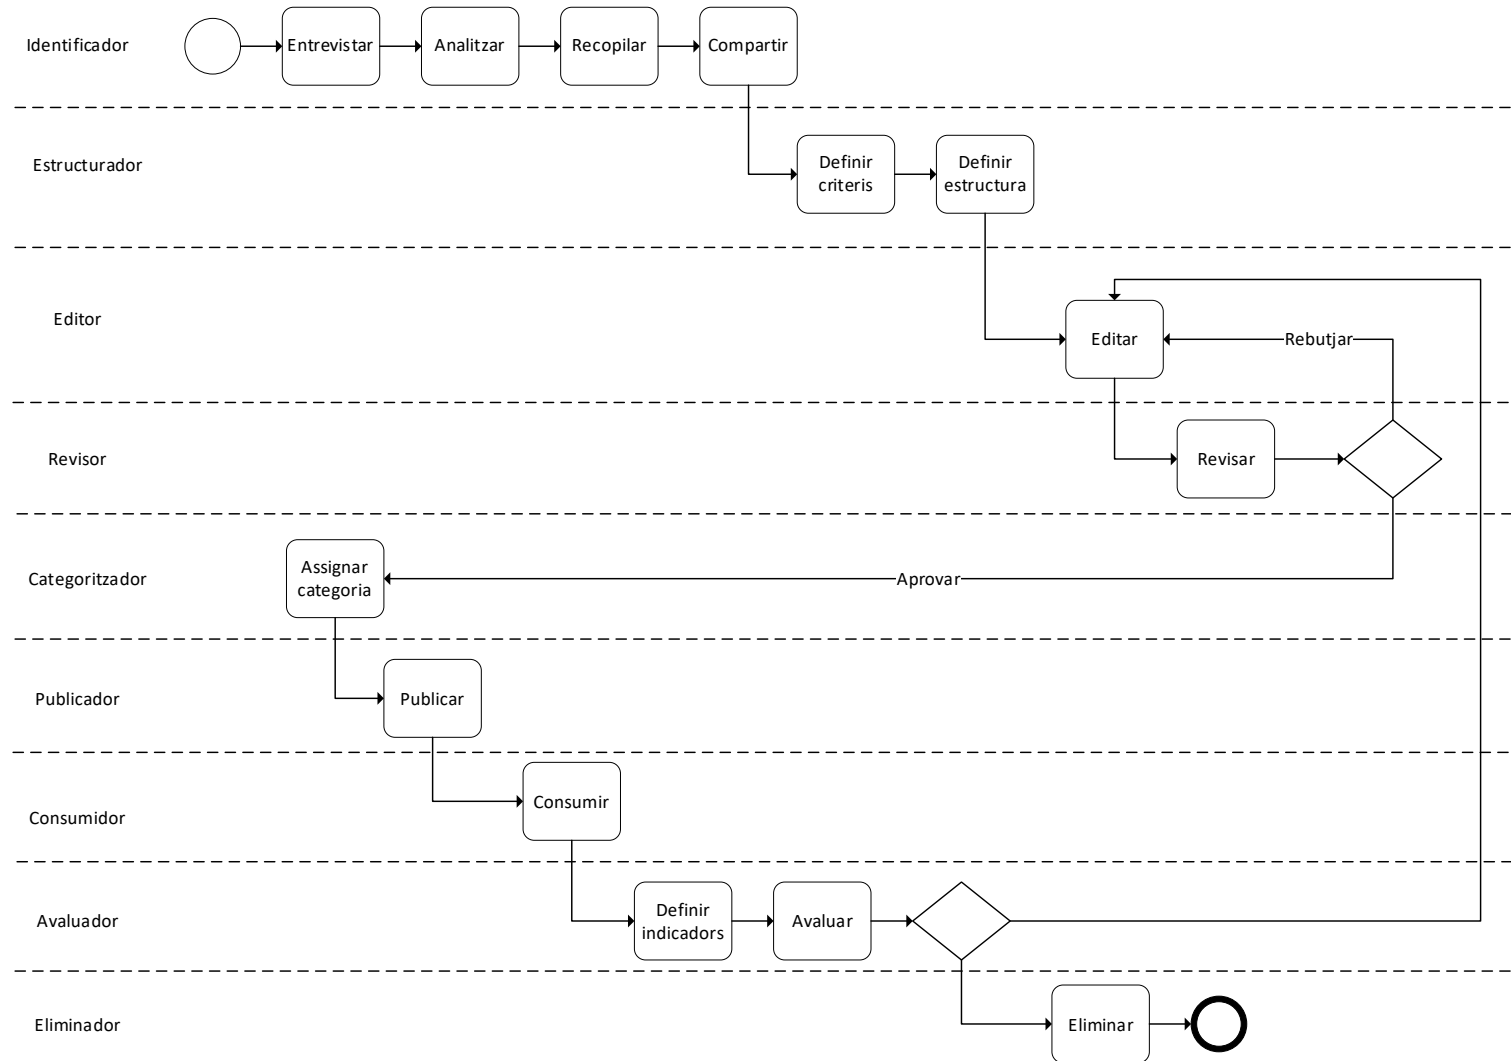 Identificador
Entrevistar
Analitzar
Recopilar
Compartir
Estructurador
Definir
criteris
Definir
estructura
Editor
Editar
Rebutjar
Revisor
Revisar
Categoritzador
Assignar
categoria
Aprovar
Publicador
Publicar
Consumidor
Consumir
Avaluador
Definir
indicadors
Avaluar
Eliminador
Eliminar